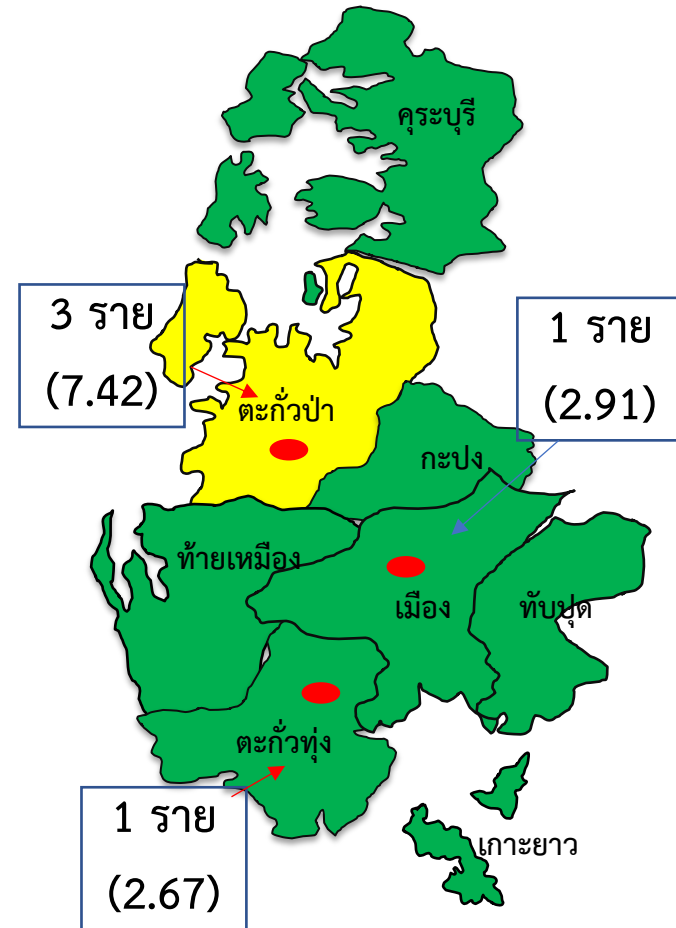 คุระบุรี
3 ราย
(7.42)
1 ราย
(2.91)
ตะกั่วป่า
กะปง
ท้ายเหมือง
เมือง
ทับปุด
ตะกั่วทุ่ง
1 ราย
(2.67)
เกาะยาว